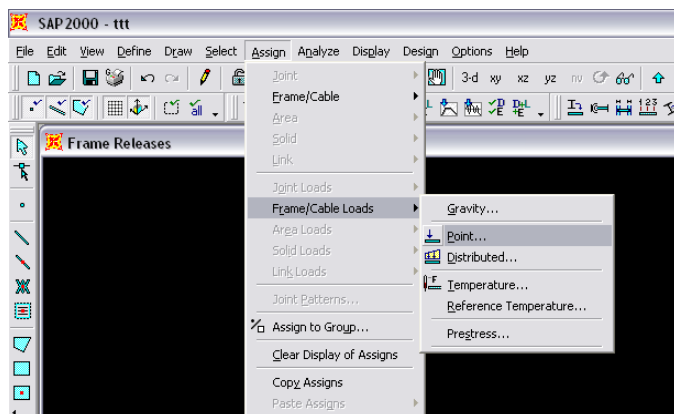 SAP2000 - ttt
File Edit View Define Draw Select Assign Analyze Display Design Options Help
3-d xy xz yz nv
Frame Releases
Joint
Frame/Cable
Area
Solid
Link
Joint Loads
Frame/Cable Loads
Area Loads
Solid Loads
Link Loads
Joint Patterns...
Assign to Group...
Clear Display of Assigns
Copy Assigns
Paste Assigns
Gravity...
Point...
Distributed...
Temperature...
Reference Temperature...
Prestress...